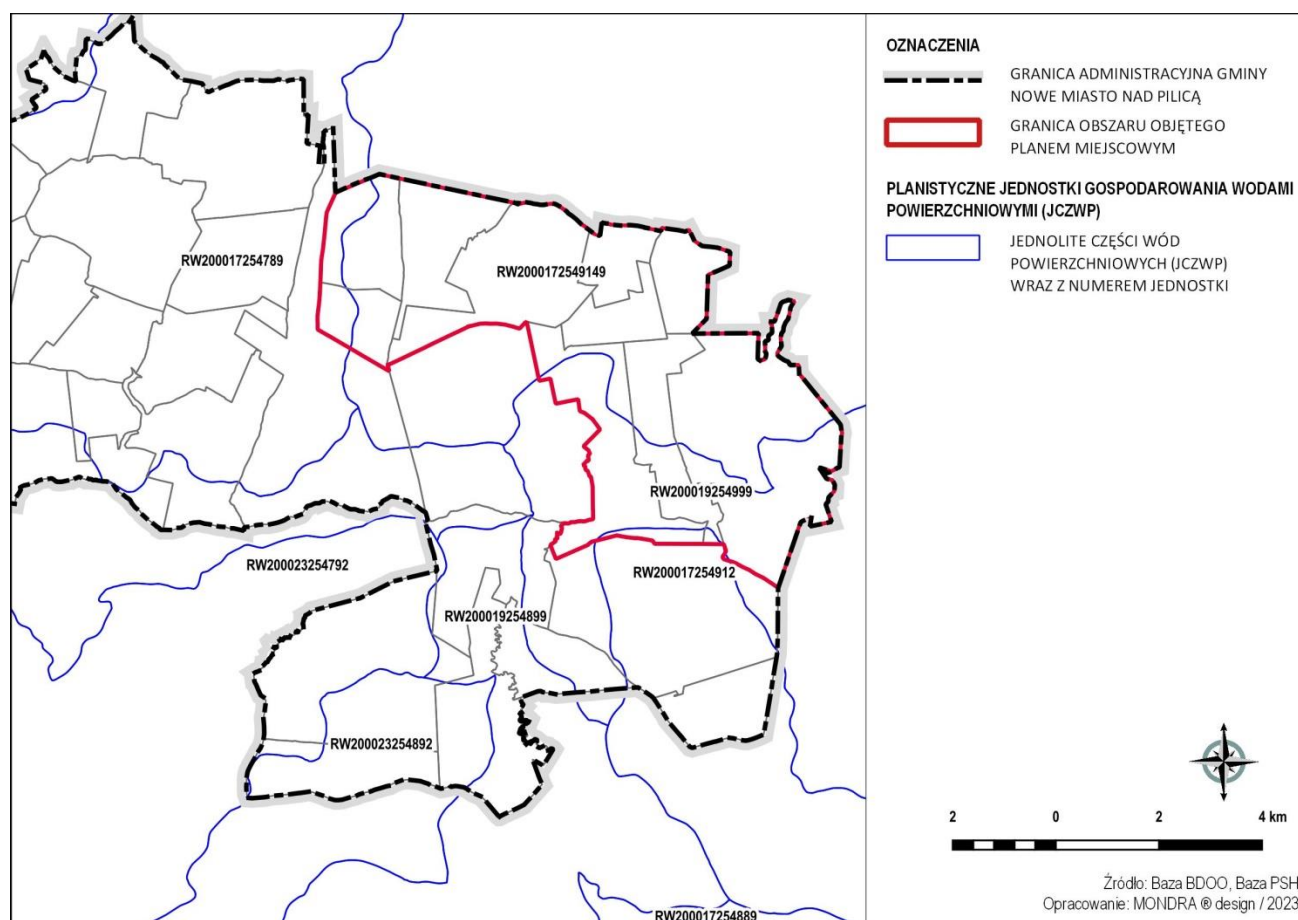 RW200017254789
RW2000172549149
RW200019254999
RW200023254792
RW200017254912
RW200019254899
RW200023254892
RW200017254889
OZNACZENIA
GRANICA ADMINISTRACYJNA GMINY
NOWE MIASTO NAD PILICĄ
GRANICA OBSZARU OBJĘTEGO
PLANEM MIEJSCOWYM
PLANISTYCZNE JEDNOSTKI GOSPODAROWANIA WODAMI
POWIERZCHNIOWYMI (JCZWP)
JEDNOLITE CZĘŚCI WÓD
POWIERZCHNIOWYCH (JCZWP)
WRAZ Z NUMEREM JEDNOSTKI
2 0 2 4 km
Źródło: Baza BDOO, Baza PSH
Opracowanie: MONDRA ® design / 2023